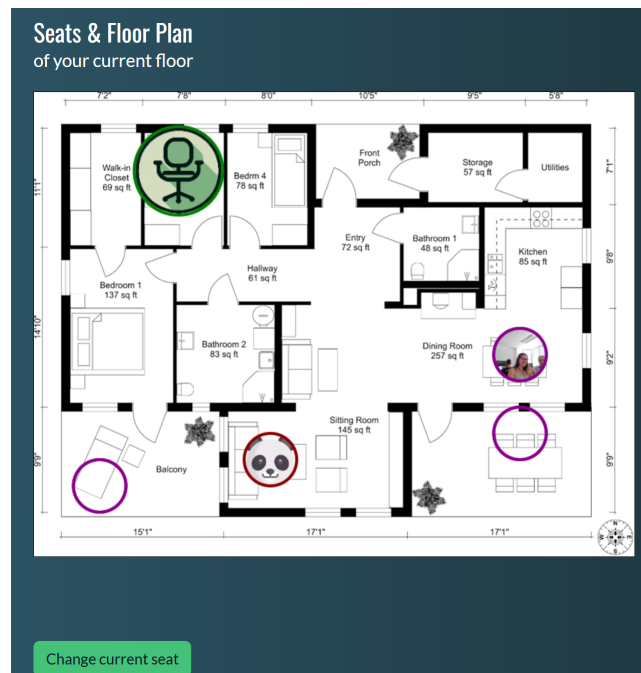 Seats & Floor Plan
of your current floor
7'2" 7'8" 8'0" 10'5" 9'5" 5'8"
11'1"
Walk-in
Closet
69 sq ft
Bedrm 4
78 sq ft
Front
Porch
Storage
57 sq ft
Utilities
7'1"
Entry
72 sq ft
Bathroom 1
48 sq ft
Kitchen
85 sq ft
9'8"
Hallway
61 sq ft
Bedroom 1
137 sq ft
14'10"
Bathroom 2
83 sq ft
Dining Room
257 sq ft
9'2"
Sitting Room
145 sq ft
Balcony
9'9"
9'9"
15'1" 17'1" 17'1"
N
W E
S
Change current seat